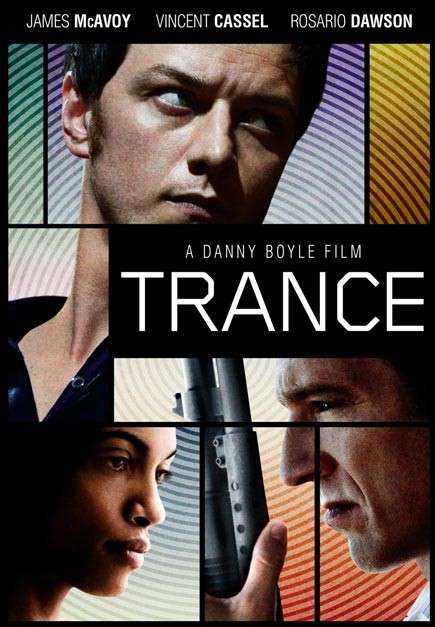 JAMES McAVOY VINCENT CASSEL ROSARIO DAWSON
A DANNY BOYLE FILM
TRANCE